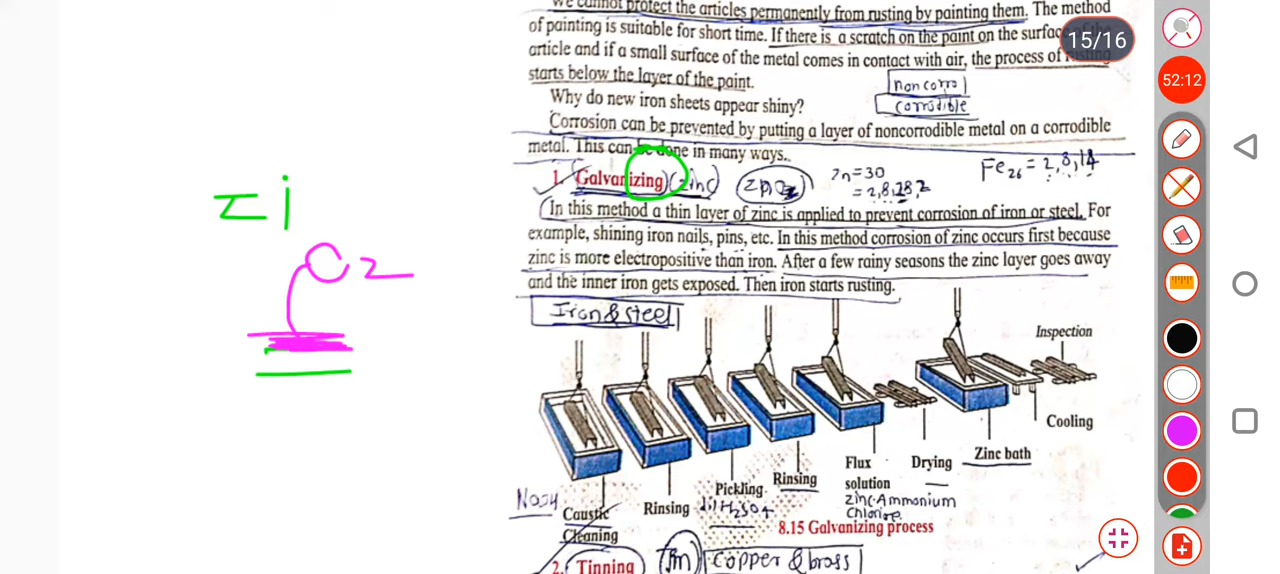 We cannot protect the articles permanently from rusting by painting them. The method
of painting is suitable for short time. If there is a scratch on the paint on the surface of the
15/16
article and if a small surface of the metal comes in contact with air, the process of rusting
starts below the layer of the paint.
52:12
non corro
Why do new iron sheets appear shiny?
corrodible
Corrosion can be prevented by putting a layer of noncorrodible metal on a corrodible
metal. This can be done in many ways.
1. Galvanizing (zinc)
Zn=30
Fe26 = 2,8,14
= 2,8,18,2
In this method a thin layer of zinc is applied to prevent corrosion of iron or steel. For
example, shining iron nails, pins, etc. In this method corrosion of zinc occurs first because
zinc is more electropositive than iron. After a few rainy seasons the zinc layer goes away
and the inner iron gets exposed. Then iron starts rusting.
Iron & steel
O2
Inspection
Cooling
Zinc bath
Drying
Flux
solution
Zinc Ammonium
Chloride
Rinsing
Pickling
dil H2SO4
Rinsing
Caustic
Cleaning
8.15 Galvanizing process
2. Tinning
Copper & brass